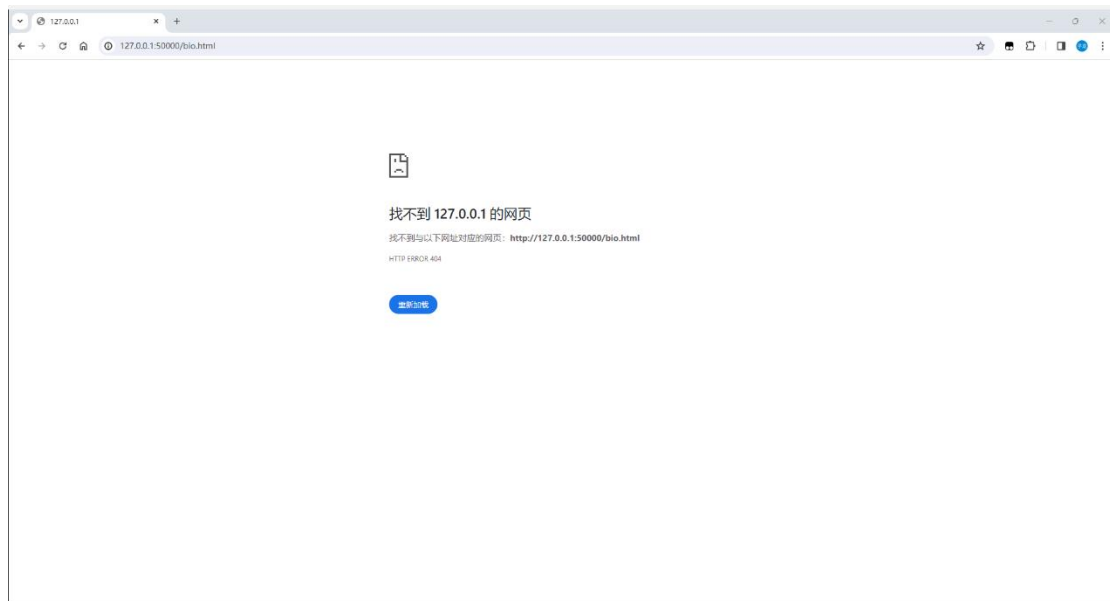 127.0.0.1
127.0.0.1:50000/bio.html
找不到 127.0.0.1 的网页
找不到与以下网址对应的网页：http://127.0.0.1:50000/bio.html
HTTP ERROR 404
重新加载